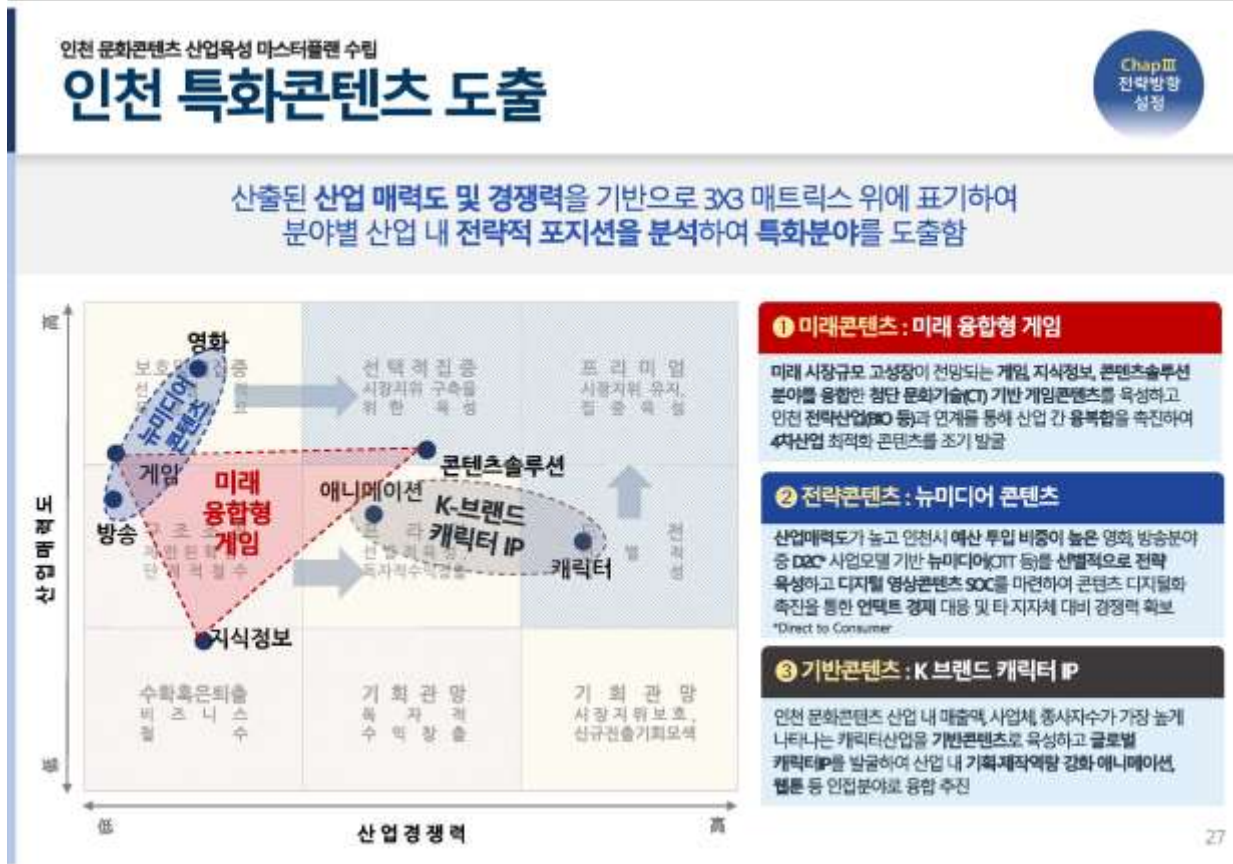 인천 문화콘텐츠 산업육성 마스터플랜 수립
인천 특화콘텐츠 도출
ChapⅢ
전략방향
설정
산출된 산업 매력도 및 경쟁력을 기반으로 3X3 매트릭스 위에 표기하여
분야별 산업 내 전략적 포지션을 분석하여 특화분야를 도출함
高
산업매력도
低
영화
뉴미디어
콘텐츠
게임
방송
미래
융합형
게임
지식정보
콘텐츠솔루션
애니메이션
K-브랜드
캐릭터 IP
캐릭터
선택적집중
시장지위 구축을
위한 육성
프리미엄
시장지위 유지,
집중육성
수확혹은퇴출
비즈니스
철수
기회관망
독자적
수익창출
기회관망
시장지위보호,
신규진출기회모색
低
산업경쟁력
高
❶ 미래콘텐츠 : 미래 융합형 게임
미래 시장규모 고성장이 전망되는 게임, 지식정보, 콘텐츠솔루션
분야를 융합한 첨단 문화기술(CT) 기반 게임콘텐츠를 육성하고
인천 전략산업(BIO 등)과 연계를 통해 산업 간 융복합을 촉진하여
4차산업 최적화 콘텐츠를 조기 발굴
❷ 전략콘텐츠 : 뉴미디어 콘텐츠
산업매력도가 높고 인천시 예산 투입 비중이 높은 영화, 방송분야
중 D2C* 사업모델 기반 뉴미디어(OTT 등)를 선별적으로 전략
육성하고 디지털 영상콘텐츠 SOC를 마련하여 콘텐츠 디지털화
촉진을 통한 언택트 경제 대응 및 타 지자체 대비 경쟁력 확보
*Direct to Consumer
❸ 기반콘텐츠 : K 브랜드 캐릭터 IP
인천 문화콘텐츠 산업 내 매출액, 사업체, 종사자수가 가장 높게
나타나는 캐릭터산업을 기반콘텐츠로 육성하고 글로벌
캐릭터IP를 발굴하여 산업 내 기획·제작역량 강화 애니메이션,
웹툰 등 인접분야로 융합 추진
27